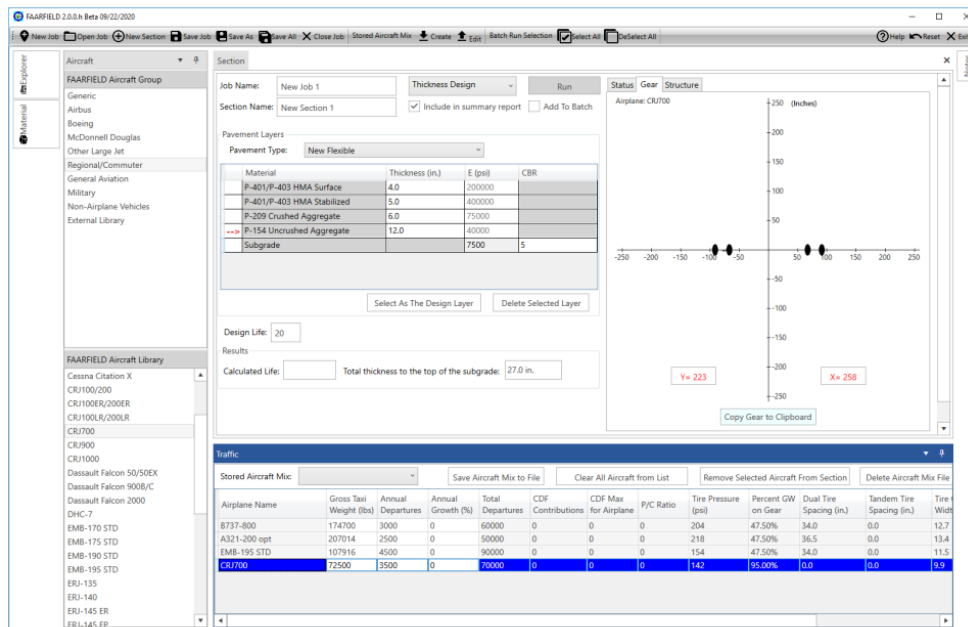 FAARFIELD 2.0.0.h Beta 09/22/2020
New Job Open Job New Section Save Job Save As Save All Close Job Stored Aircraft Mix Create Edit Batch Run Selection Select All DeSelect All Help Reset Exit
Explorer
Material
Aircraft
FAARFIELD Aircraft Group
Generic
Airbus
Boeing
McDonnell Douglas
Other Large Jet
Regional/Commuter
General Aviation
Military
Non-Airplane Vehicles
External Library
FAARFIELD Aircraft Library
Cessna Citation X
CRJ100/200
CRJ100ER/200ER
CRJ100LR/200LR
CRJ700
CRJ900
CRJ1000
Dassault Falcon 50/50EX
Dassault Falcon 900B/C
Dassault Falcon 2000
DHC-7
EMB-170 STD
EMB-175 STD
EMB-190 STD
EMB-195 STD
ERJ-135
ERJ-140
ERJ-145 ER
ERJ-145 EP
Section
Job Name: New Job 1 Thickness Design Run
Section Name: New Section 1 Include in summary report Add To Batch
Pavement Layers
Pavement Type: New Flexible
Material Thickness (in.) E (psi) CBR
P-401/P-403 HMA Surface 4.0 200000
P-401/P-403 HMA Stabilized 5.0 400000
P-209 Crushed Aggregate 6.0 75000
--> P-154 Uncrushed Aggregate 12.0 40000
Subgrade 7500 5
Select As The Design Layer Delete Selected Layer
Design Life: 20
Results
Calculated Life: Total thickness to the top of the subgrade: 27.0 in.
Status Gear Structure
Airplane: CRJ700
250 (Inches)
200
150
100
50
-250 -200 -150 -100 -50 50 100 150 200 250
-50
-100
-150
-200
-250
Y= 223 X= 258
Copy Gear to Clipboard
Notes
Traffic
Stored Aircraft Mix: Save Aircraft Mix to File Clear All Aircraft from List Remove Selected Aircraft From Section Delete Aircraft Mix File
Airplane Name Gross Taxi Weight (lbs) Annual Departures Annual Growth (%) Total Departures CDF Contributions CDF Max for Airplane P/C Ratio Tire Pressure (psi) Percent GW on Gear Dual Tire Spacing (in.) Tandem Tire Spacing (in.) Tire
B737-800 174700 3000 0 60000 0 0 0 204 47.50% 34.0 0.0 12.7
A321-200 opt 207014 2500 0 50000 0 0 0 218 47.50% 36.5 0.0 13.4
EMB-195 STD 107916 4500 0 90000 0 0 0 154 47.50% 34.0 0.0 11.5
CRJ700 72500 3500 0 70000 0 0 0 142 95.00% 0.0 0.0 9.9